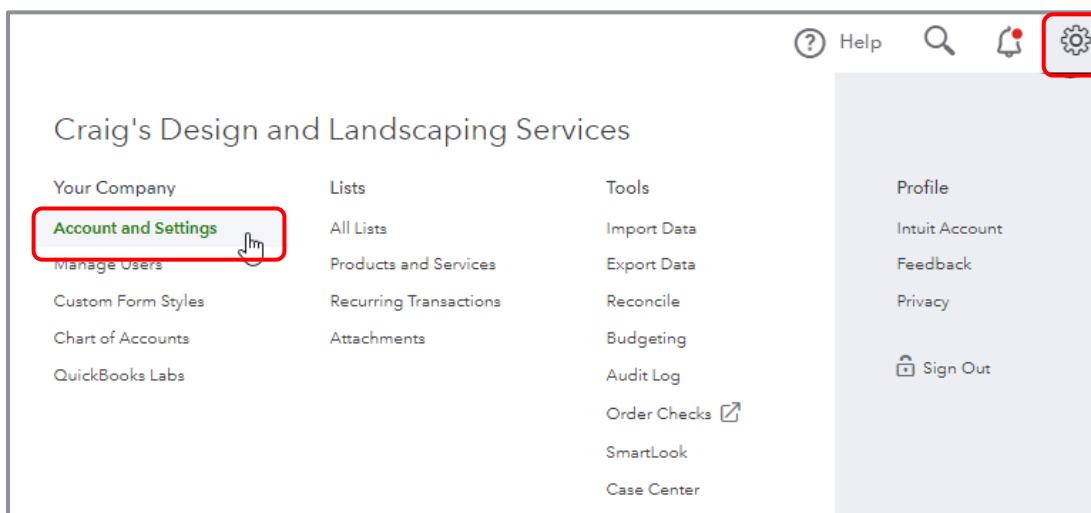 Help
Craig's Design and Landscaping Services
Your Company
Account and Settings
Manage Users
Custom Form Styles
Chart of Accounts
QuickBooks Labs
Lists
All Lists
Products and Services
Recurring Transactions
Attachments
Tools
Import Data
Export Data
Reconcile
Budgeting
Audit Log
Order Checks
SmartLook
Case Center
Profile
Intuit Account
Feedback
Privacy
Sign Out